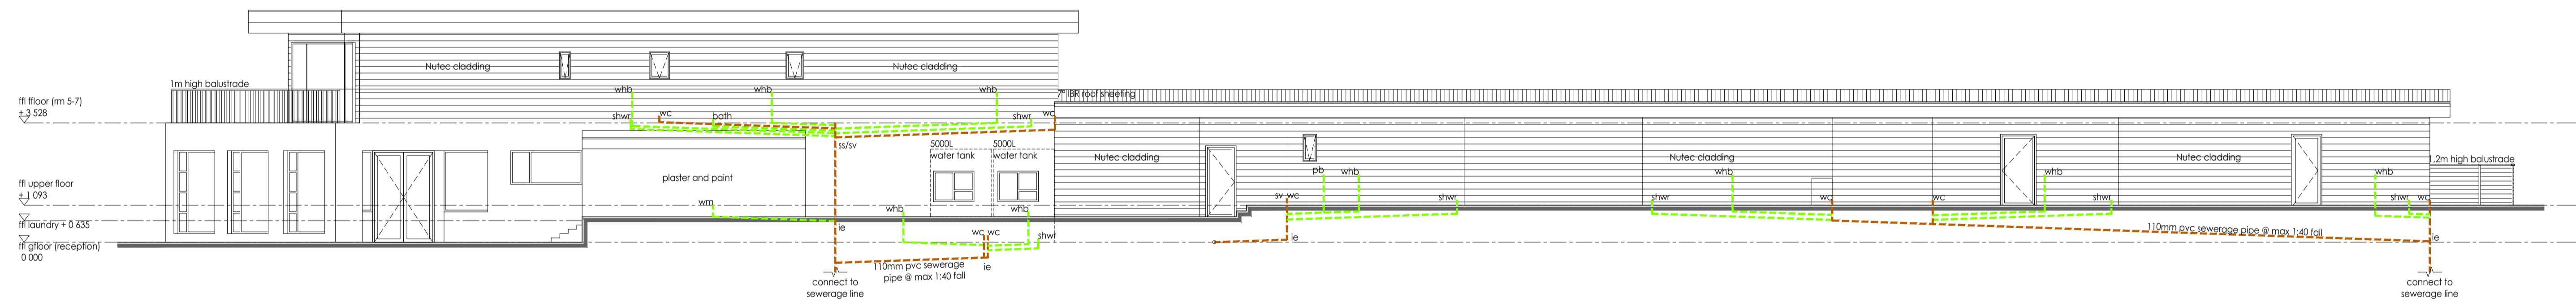 Nutec cladding
Nutec cladding
1m high balustrade
whb
whb
whb
7° IBR roof sheeting
ffl ffloor (rm 5-7)
+ 3 528
shwr
wc
bath
shwr
wc
ss/sv
5000L
water tank
5000L
water tank
Nutec cladding
Nutec cladding
Nutec cladding
1,2m high balustrade
plaster and paint
pb
whb
whb
whb
whb
ffl upper floor
+ 1 093
wm
whb
whb
sv
wc
shwr
shwr
wc
wc
shwr
shwr
wc
ffl laundry + 0 635
ie
wc
wc
shwr
ie
110mm pvc sewerage pipe @ max 1:40 fall
ie
ffl gfloor (reception)
0 000
110mm pvc sewerage
pipe @ max 1:40 fall
ie
connect to
sewerage line
connect to
sewerage line